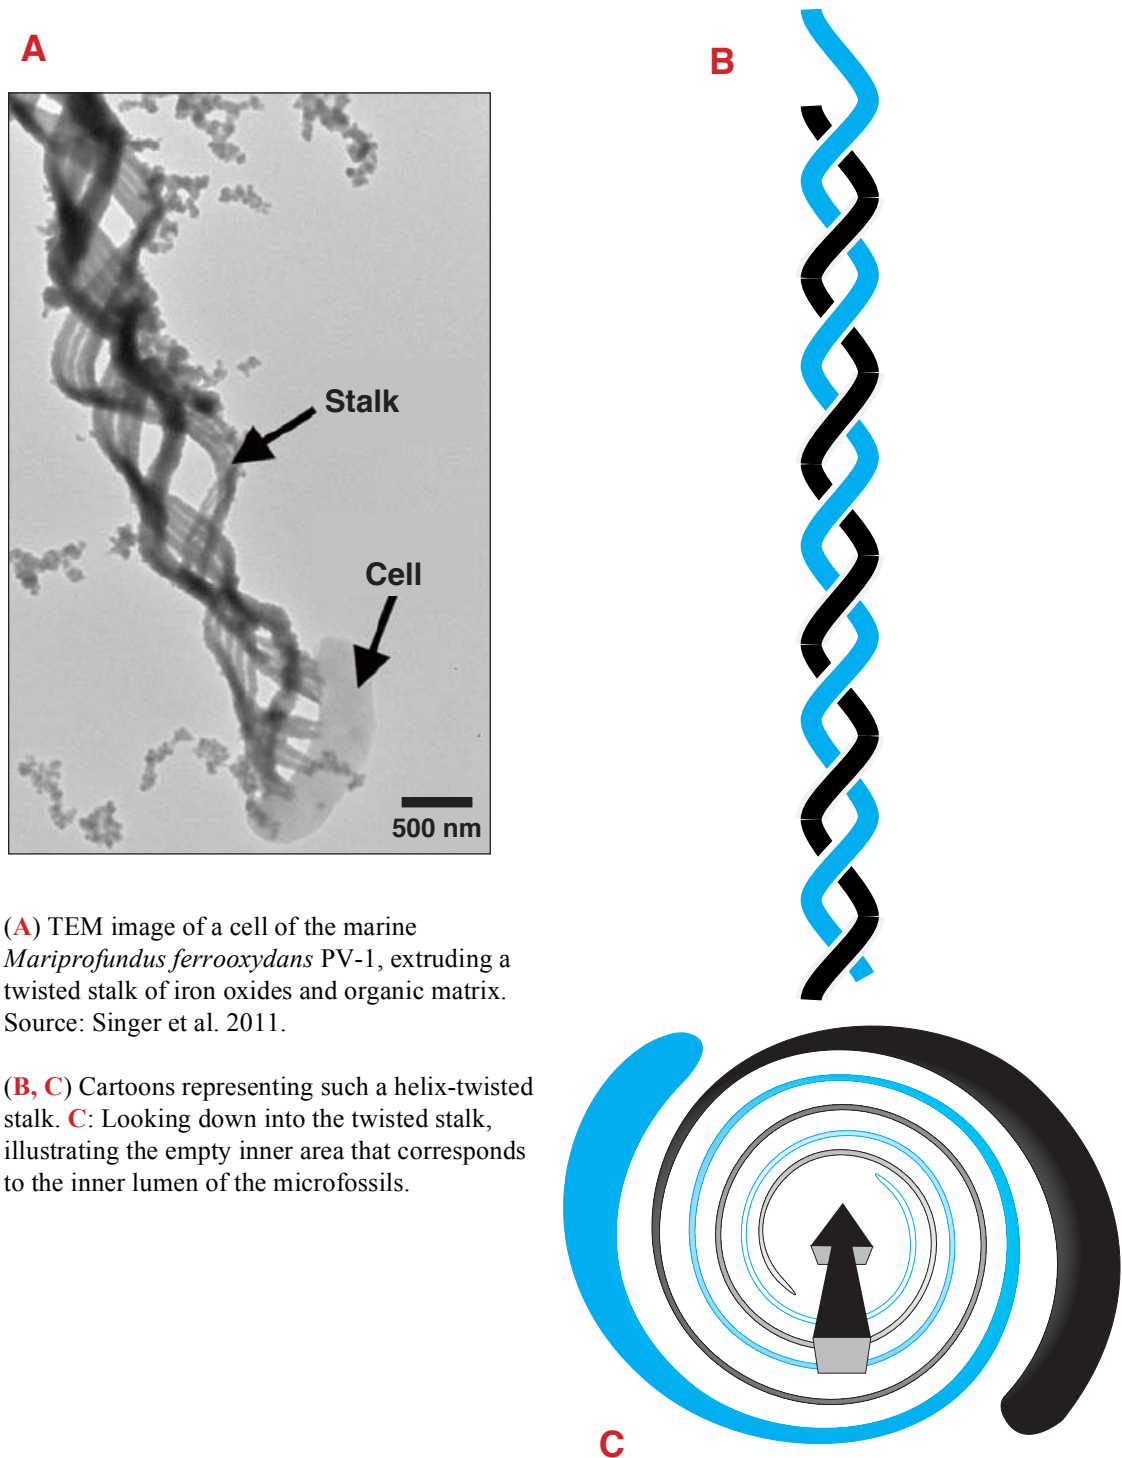 A
B
Stalk
Cell
500 nm
(A) TEM image of a cell of the marine
Mariprofundus ferrooxydans PV-1, extruding a
twisted stalk of iron oxides and organic matrix.
Source: Singer et al. 2011.
(B, C) Cartoons representing such a helix-twisted
stalk. C: Looking down into the twisted stalk,
illustrating the empty inner area that corresponds
to the inner lumen of the microfossils.
C